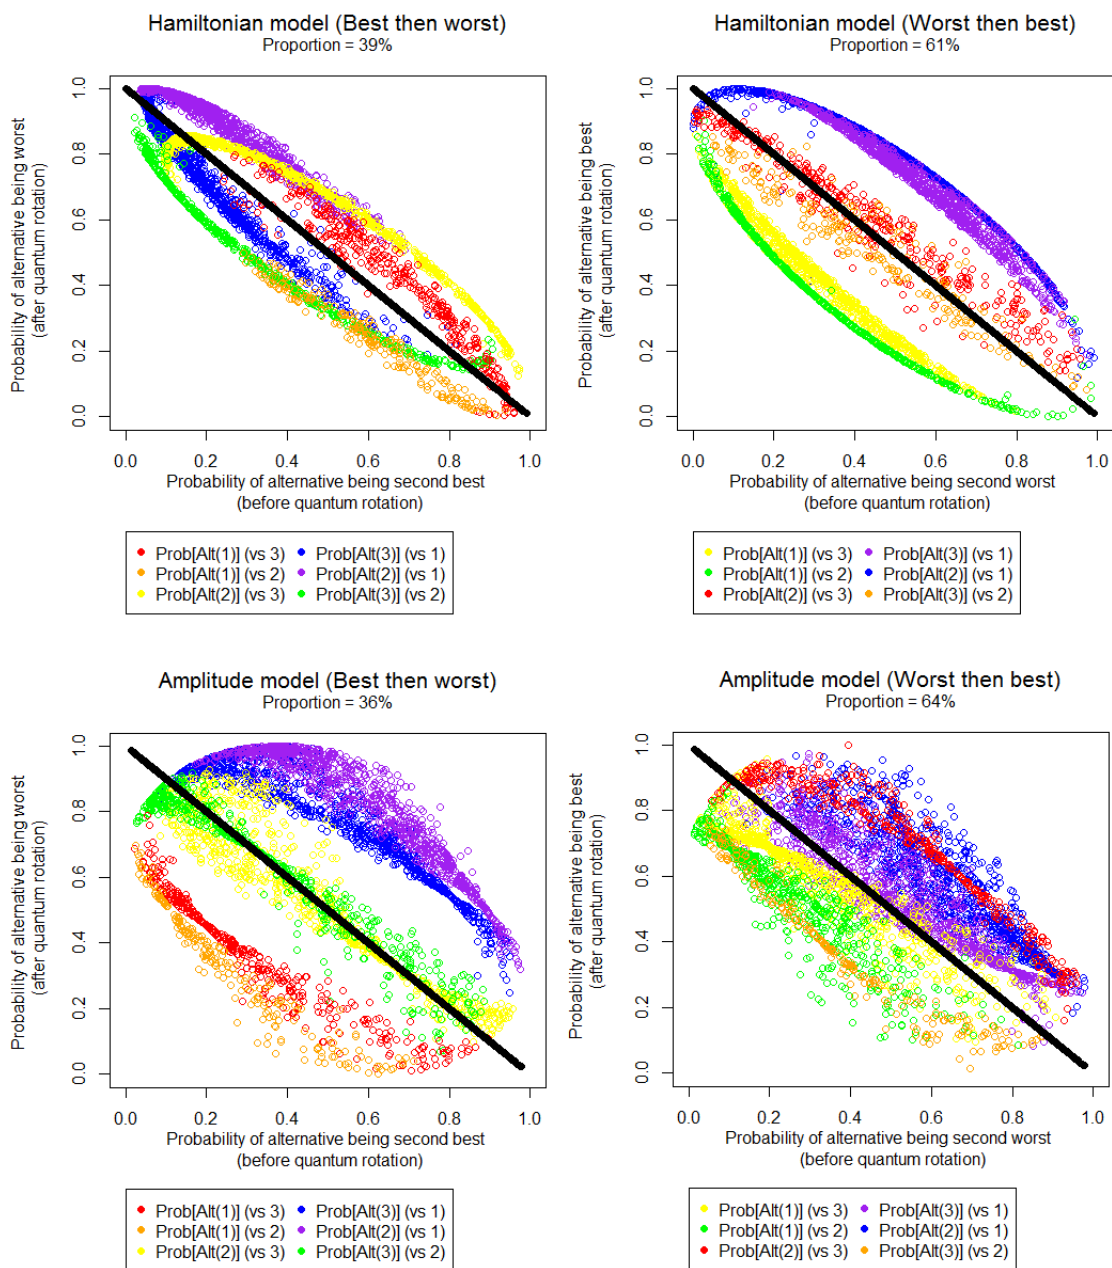 Hamiltonian model (Best then worst)
Proportion = 39%
Probability of alternative being worst
(after quantum rotation)
1.0
0.8
0.6
0.4
0.2
0.0
0.0 0.2 0.4 0.6 0.8 1.0
Probability of alternative being second best
(before quantum rotation)
Prob[Alt(1)] (vs 3) Prob[Alt(3)] (vs 1)
Prob[Alt(1)] (vs 2) Prob[Alt(2)] (vs 1)
Prob[Alt(2)] (vs 3) Prob[Alt(3)] (vs 2)
Hamiltonian model (Worst then best)
Proportion = 61%
Probability of alternative being best
(after quantum rotation)
1.0
0.8
0.6
0.4
0.2
0.0
0.0 0.2 0.4 0.6 0.8 1.0
Probability of alternative being second worst
(before quantum rotation)
Prob[Alt(1)] (vs 3) Prob[Alt(3)] (vs 1)
Prob[Alt(1)] (vs 2) Prob[Alt(2)] (vs 1)
Prob[Alt(2)] (vs 3) Prob[Alt(3)] (vs 2)
Amplitude model (Best then worst)
Proportion = 36%
Probability of alternative being worst
(after quantum rotation)
1.0
0.8
0.6
0.4
0.2
0.0
0.0 0.2 0.4 0.6 0.8 1.0
Probability of alternative being second best
(before quantum rotation)
Prob[Alt(1)] (vs 3) Prob[Alt(3)] (vs 1)
Prob[Alt(1)] (vs 2) Prob[Alt(2)] (vs 1)
Prob[Alt(2)] (vs 3) Prob[Alt(3)] (vs 2)
Amplitude model (Worst then best)
Proportion = 64%
Probability of alternative being best
(after quantum rotation)
1.0
0.8
0.6
0.4
0.2
0.0
0.0 0.2 0.4 0.6 0.8 1.0
Probability of alternative being second worst
(before quantum rotation)
Prob[Alt(1)] (vs 3) Prob[Alt(3)] (vs 1)
Prob[Alt(1)] (vs 2) Prob[Alt(2)] (vs 1)
Prob[Alt(2)] (vs 3) Prob[Alt(3)] (vs 2)